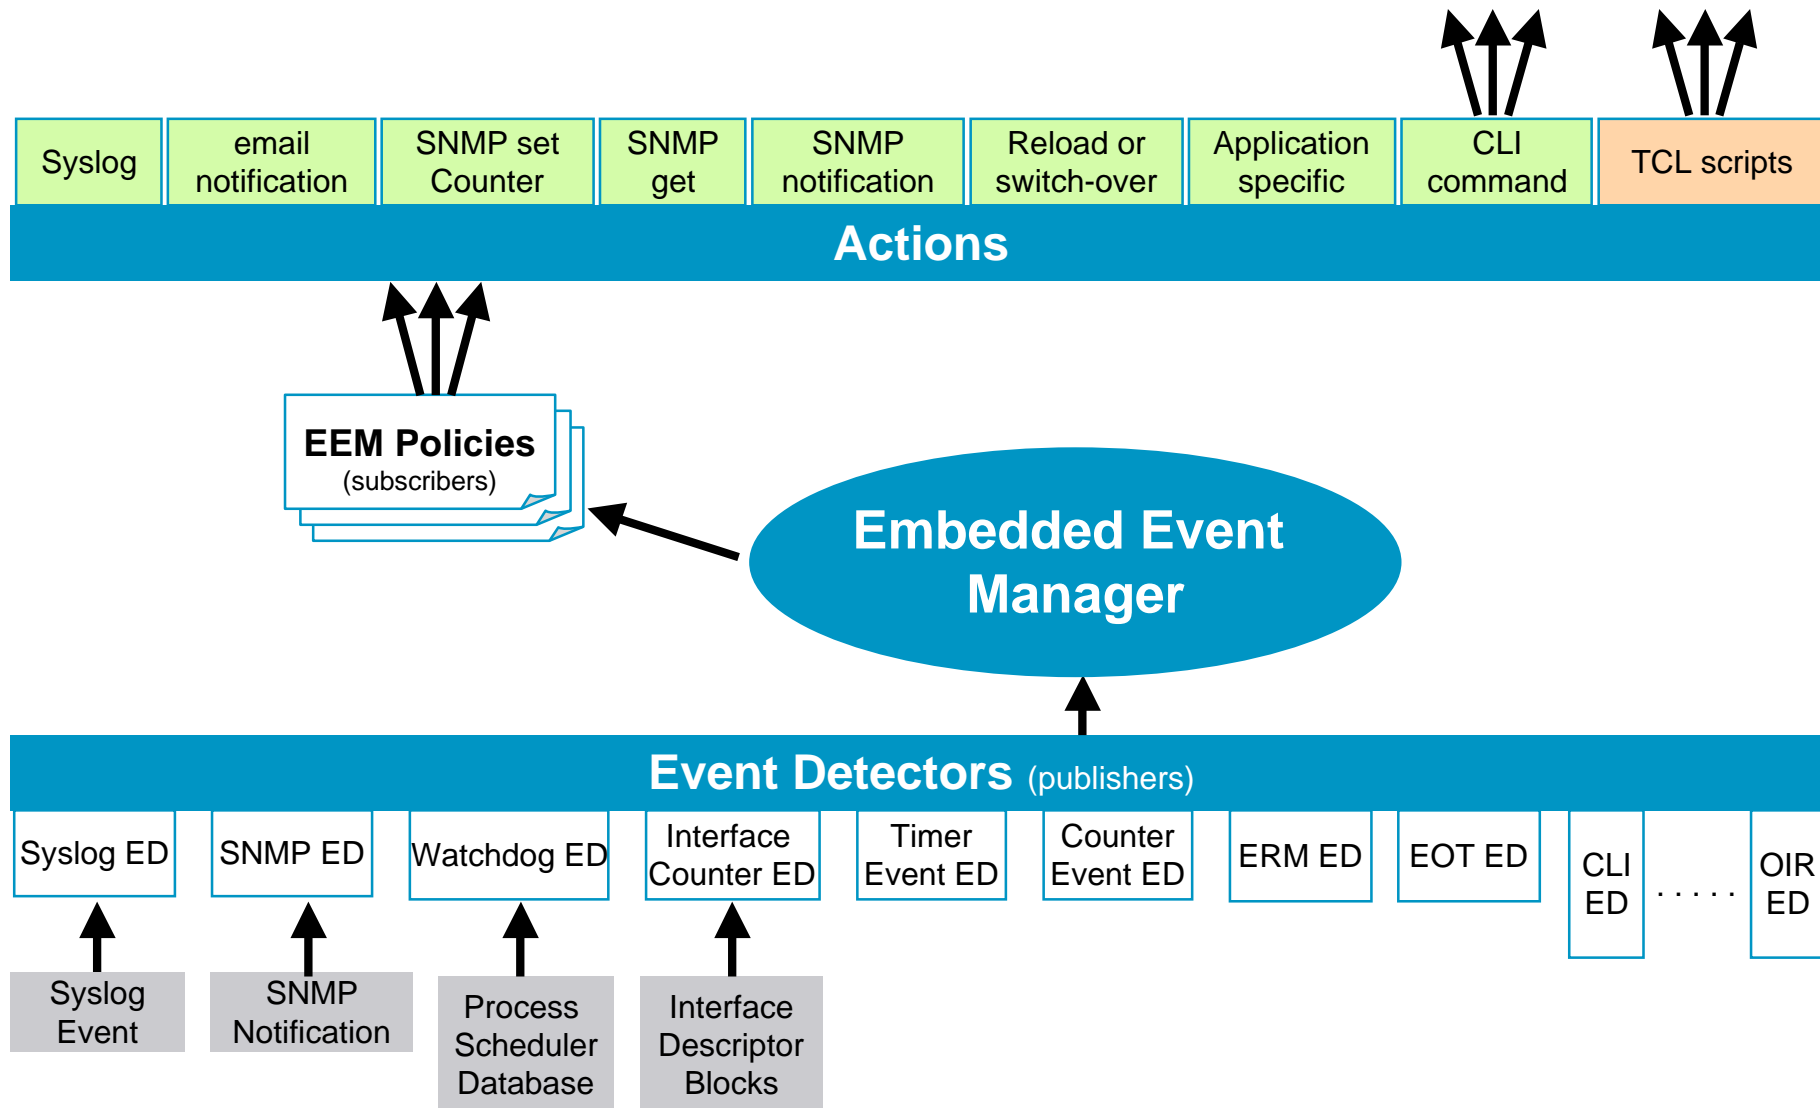 Syslog
email
notification
SNMP set
Counter
SNMP
get
SNMP
notification
Reload or
switch-over
Application
specific
CLI
command
TCL scripts
Actions
EEM Policies
(subscribers)
Embedded Event
Manager
Event Detectors (publishers)
Syslog ED
SNMP ED
Watchdog ED
Interface
Counter ED
Timer
Event ED
Counter
Event ED
ERM ED
EOT ED
CLI
ED
. . . . .
OIR
ED
Syslog
Event
SNMP
Notification
Process
Scheduler
Database
Interface
Descriptor
Blocks